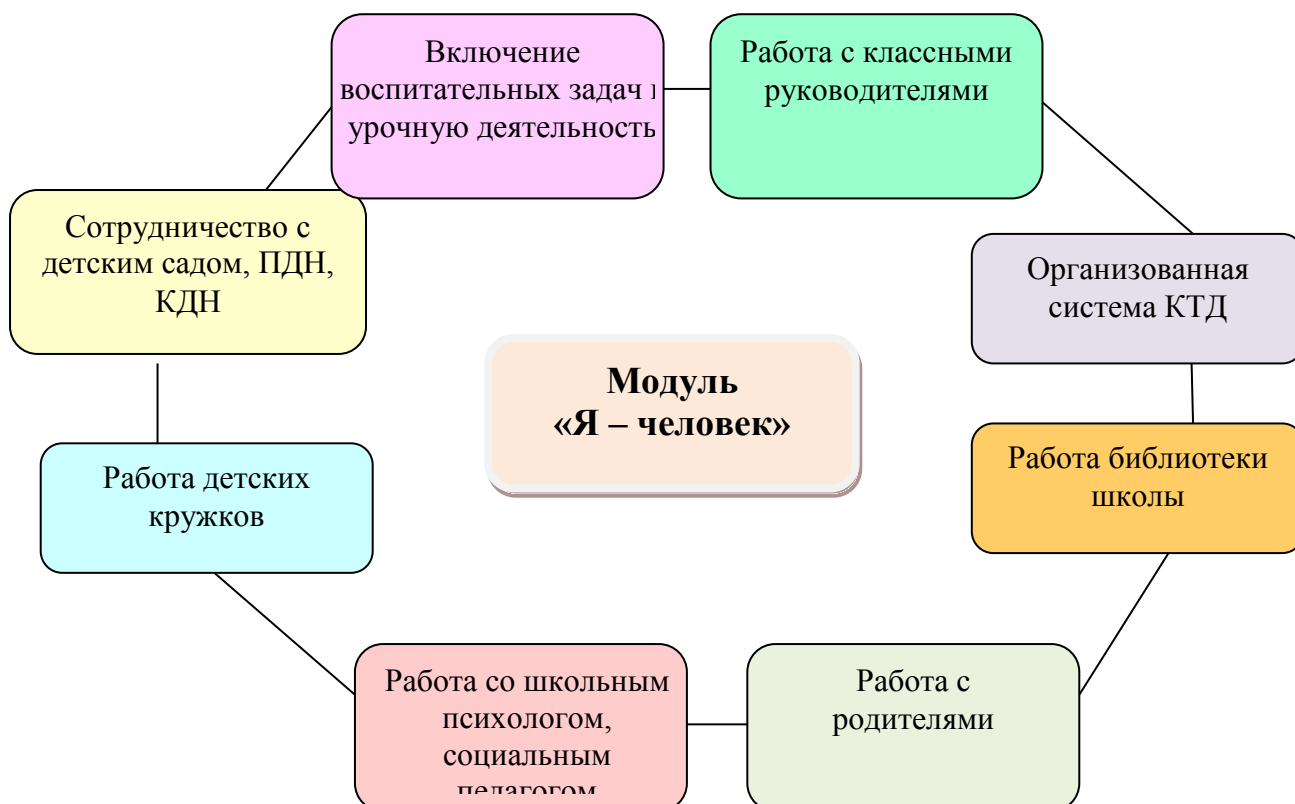 Включение
воспитательных задач
урочную деятельность
Работа с классными
руководителями
Сотрудничество с
детским садом, ПДН,
КДН
Организованная
система КТД
Модуль
«Я – человек»
Работа детских
кружков
Работа библиотеки
школы
Работа со школьным
психологом,
социальным
педагогом
Работа с
родителями